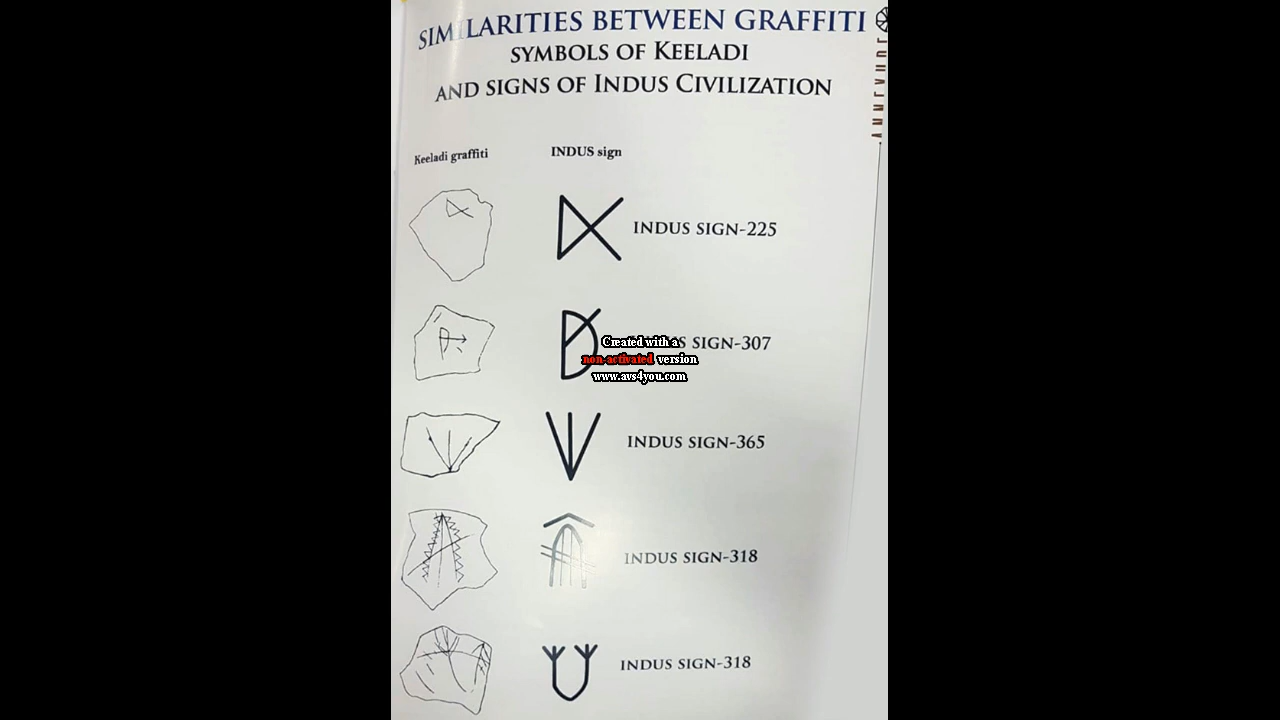 SIMILARITIES BETWEEN GRAFFITI
SYMBOLS OF KEELADI
AND SIGNS OF INDUS CIVILIZATION
Keeladi graffiti
INDUS sign
INDUS SIGN-225
SIGN-307
Created with a
non-activated version
www.avs4you.com
INDUS SIGN-365
INDUS SIGN-318
INDUS SIGN-318